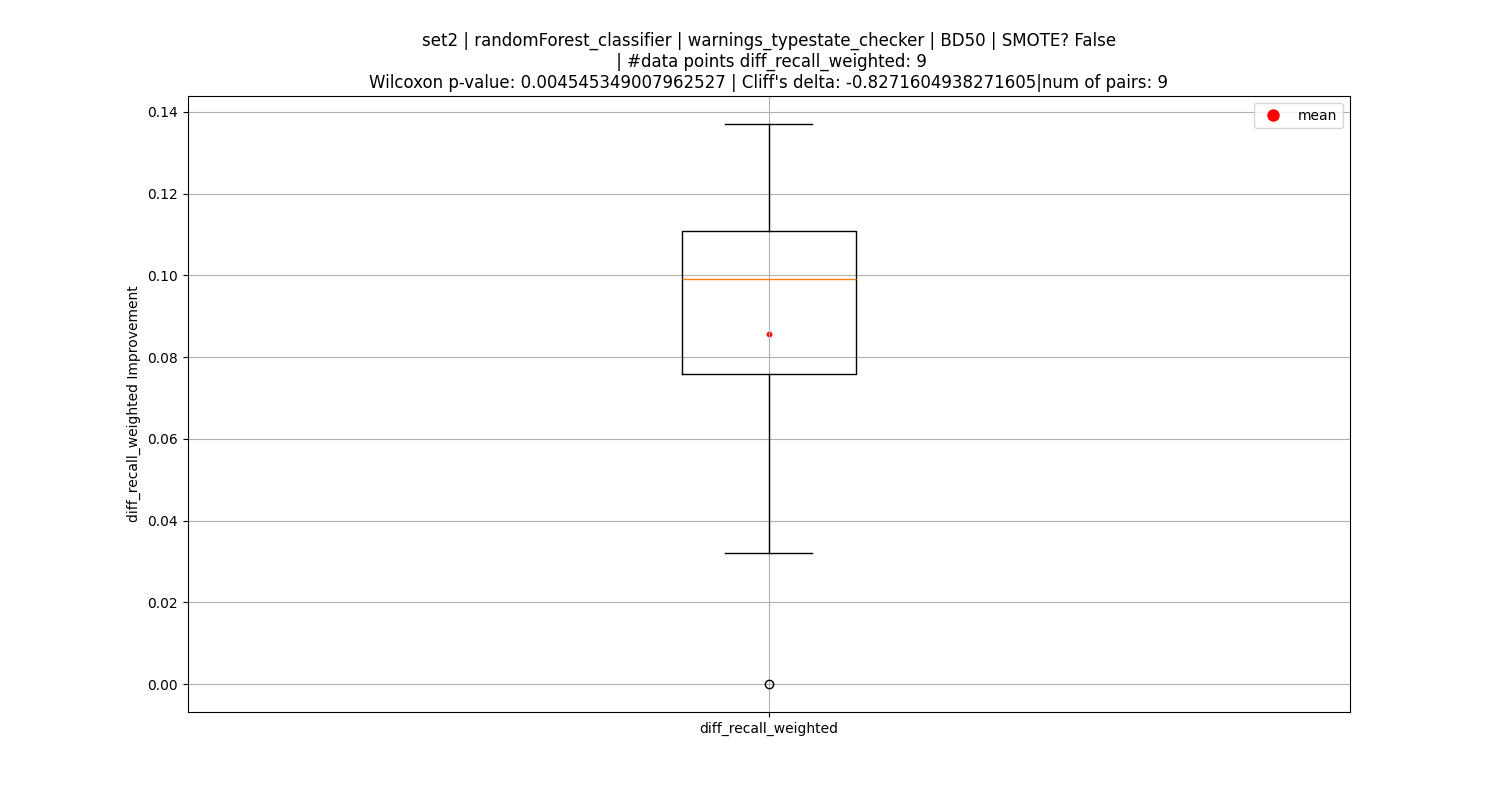 set2 | randomForest_classifier | warnings_typestate_checker | BD50 | SMOTE? False
| #data points diff_recall_weighted: 9
Wilcoxon p-value: 0.004545349007962527 | Cliff's delta: -0.8271604938271605|num of pairs: 9
mean
0.14
0.12
0.10
0.08
0.06
0.04
0.02
0.00
diff_recall_weighted Improvement
diff_recall_weighted